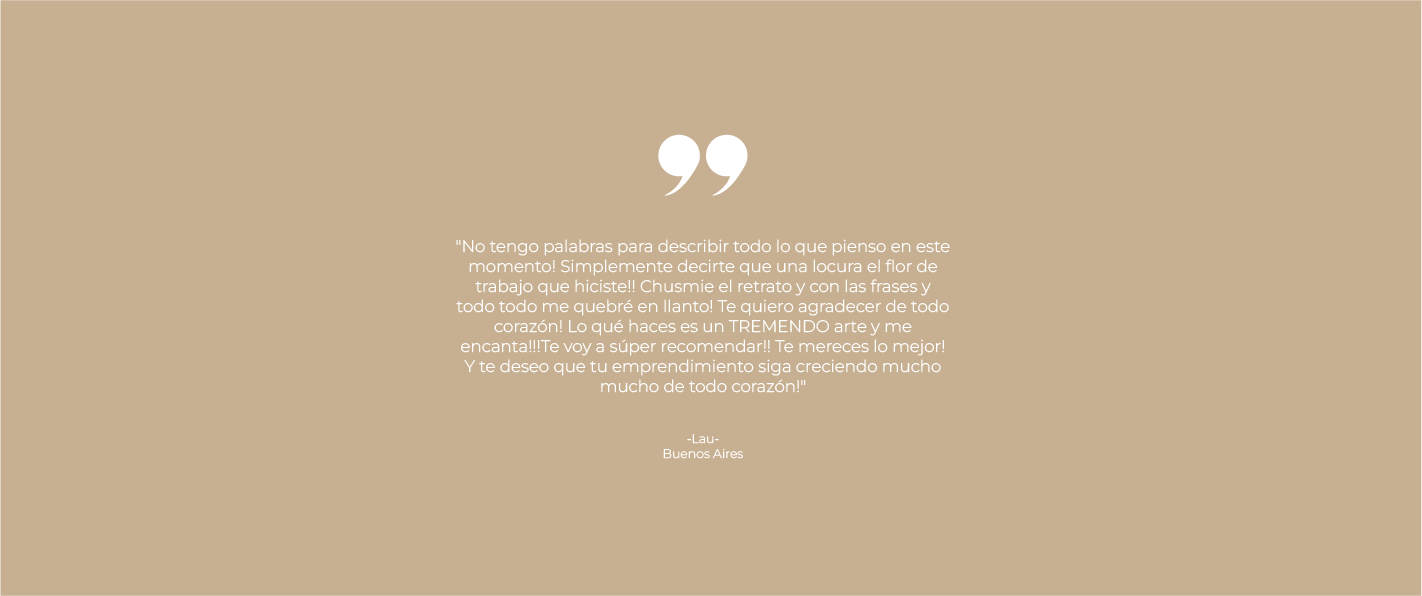 "No tengo palabras para describir todo lo que pienso en este
momento! Simplemente decirte que una locura el flor de
trabajo que hiciste!! Chusmie el retrato y con las frases y
todo todo me quebré en llanto! Te quiero agradecer de todo
corazón! Lo qué haces es un TREMENDO arte y me
encanta!!!Te voy a súper recomendar!! Te mereces lo mejor!
Y te deseo que tu emprendimiento siga creciendo mucho
mucho de todo corazón!"
-Lau-
Buenos Aires